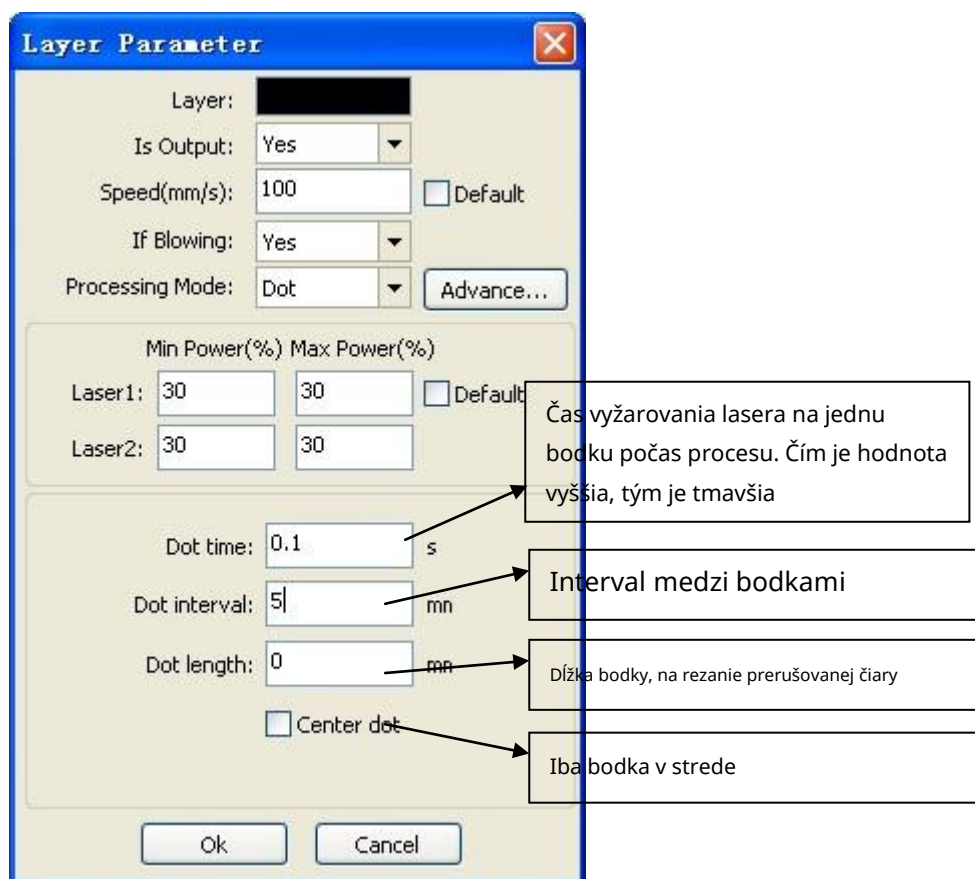 Layer Parameter
Layer:
Is Output: Yes
Speed(mm/s): 100 Default
If Blowing: Yes
Processing Mode: Dot Advance...
Min Power(%) Max Power(%)
Laser1: 30 30 Default
Laser2: 30 30
Čas vyžarovania lasera na jednu
bodku počas procesu. Čím je hodnota
vyššia, tým je tmavšia
Dot time: 0.1 s
Interval medzi bodkami
Dot interval: 5 mn
Dot length: 0 mn
Dĺžka bodky, na rezanie prerušovanej čiary
Center dot
Iba bodka v strede
Ok Cancel